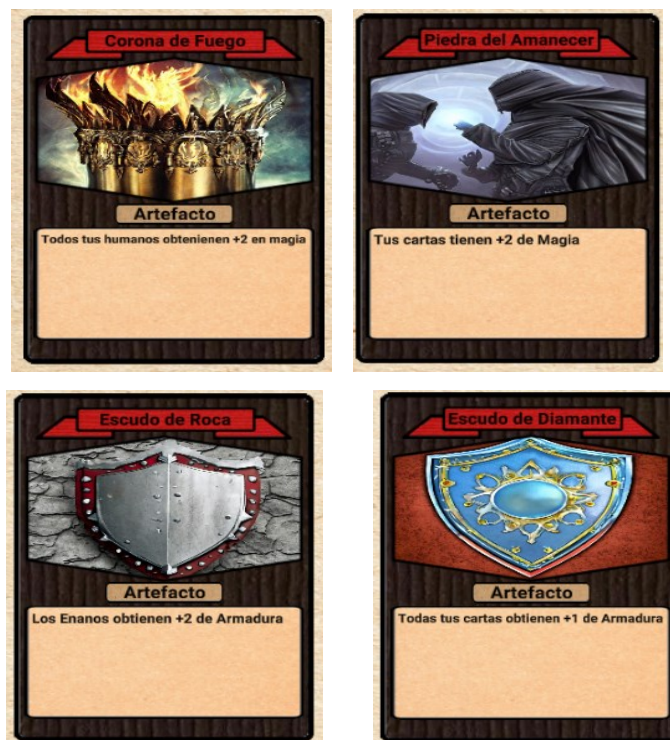 Corona de Fuego
Artefacto
Todos tus humanos obtenienen +2 en magia
Piedra del Amanecer
Artefacto
Tus cartas tienen +2 de Magia
Escudo de Roca
Artefacto
Los Enanos obtienen +2 de Armadura
Escudo de Diamante
Artefacto
Todas tus cartas obtienen +1 de Armadura